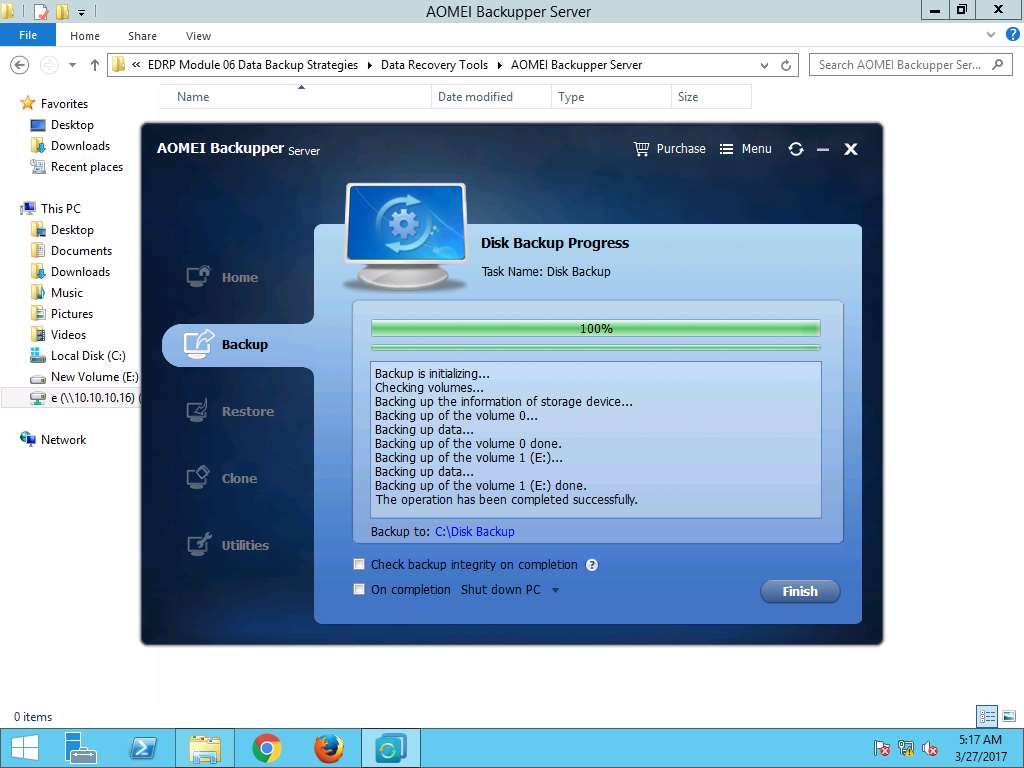 AOMEI Backupper Server
File Home Share View
« EDRP Module 06 Data Backup Strategies Data Recovery Tools AOMEI Backupper Server Search AOMEI Backupper Ser...
Name Date modified Type Size
Favorites
Desktop
Downloads
Recent places
This PC
Desktop
Documents
Downloads
Music
Pictures
Videos
Local Disk (C:)
New Volume (E:)
e (\\10.10.10.16) (
Network
AOMEI Backupper Server Purchase Menu
Home
Backup
Restore
Clone
Utilities
Disk Backup Progress
Task Name: Disk Backup
100%
Backup is initializing...
Checking volumes...
Backing up the information of storage device...
Backing up of the volume 0...
Backing up data...
Backing up of the volume 0 done.
Backing up of the volume 1 (E:)...
Backing up data...
Backing up of the volume 1 (E:) done.
The operation has been completed successfully.
Backup to: C:\Disk Backup
Check backup integrity on completion ?
On completion Shut down PC
Finish
0 items
5:17 AM
3/27/2017